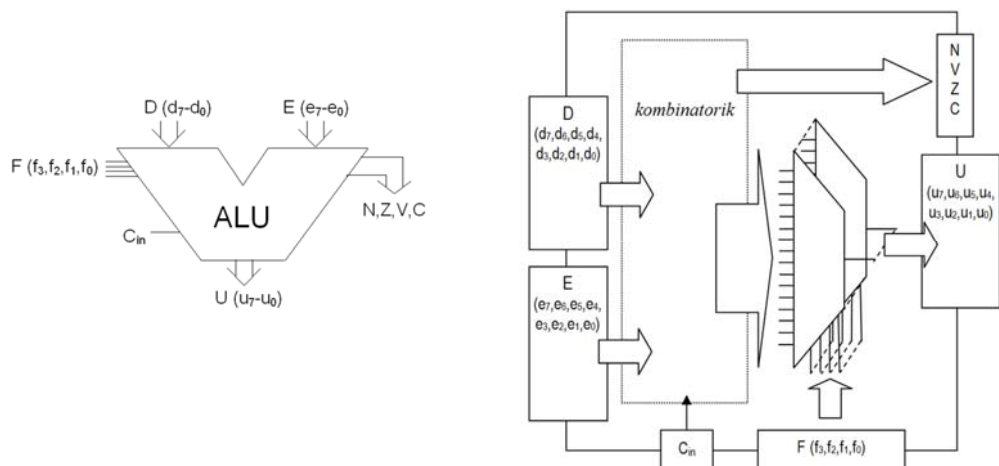 D (d₇-d₀)
E (e₇-e₀)
F (f₃,f₂,f₁,f₀)
ALU
N,Z,V,C
Cᵢₙ
U (u₇-u₀)
N
V
Z
C
kombinatorik
D
(d₇,d₆,d₅,d₄,
d₃,d₂,d₁,d₀)
U
(u₇,u₆,u₅,u₄,
u₃,u₂,u₁,u₀)
E
(e₇,e₆,e₅,e₄,
e₃,e₂,e₁,e₀)
Cᵢₙ
F (f₃,f₂,f₁,f₀)